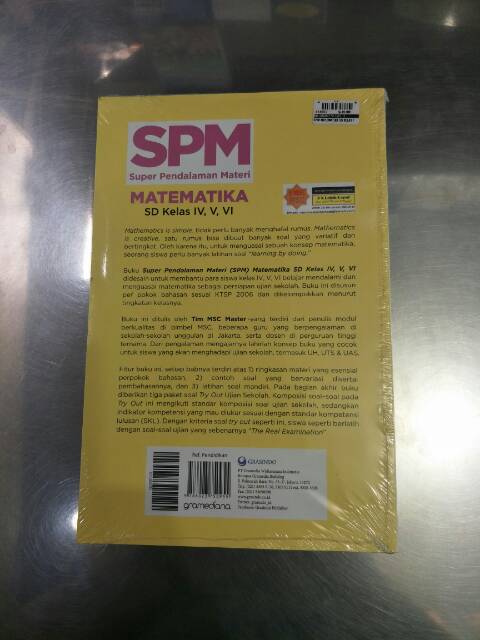 SPM
Super Pendalaman Materi
MATEMATIKA
SD Kelas IV, V, VI
Mathematics is simple, tidak perlu banyak menghafal rumus. Mathematics
is creative, satu rumus bisa dibuat banyak soal yang variatif dan
bertingkat. Oleh karena itu, untuk menguasai sebuah konsep matematika,
seorang siswa perlu banyak latihan soal "learning by doing."
Buku Super Pendalaman Materi (SPM) Matematika SD Kelas IV, V, VI
didesain untuk membantu para siswa kelas IV, V, VI belajar mendalami dan
menguasai matematika sebagai persiapan ujian sekolah. Buku ini disusun
per pokok bahasan sesuai KTSP 2006 dan dikelompokkan menurut
tingkatan kelasnya.
Buku ini ditulis oleh Tim MSC Master-yang terdiri dari penulis modul
berkualitas di bimbel MSC, beberapa guru yang berpengalaman di
sekolah-sekolah unggulan di Jakarta, serta dosen di perguruan tinggi
ternama. Dari pengalaman mengajarnya lahirlah konsep buku yang cocok
untuk siswa yang akan menghadapi ujian sekolah, termasuk UH, UTS & UAS.
Fitur buku ini, setiap babnya terdiri atas 1) ringkasan materi yang esensial
perpokok bahasan, 2) contoh soal yang bervariasi disertai
pembahasannya, dan 3) latihan soal mandiri. Pada bagian akhir buku
diberikan tiga paket soal Try Out Ujian Sekolah. Komposisi soal-soal pada
Try Out ini mengikuti standar komposisi soal ujian sekolah, sedangkan
indikator kompetensi yang mau diukur sesuai dengan standar kompetensi
lulusan (SKL). Dengan kriteria soal try out seperti ini, siswa seperti berlatih
dengan soal-soal ujian yang sebenarnya "The Real Examination".
Ref. Pendidikan
gramediana
GRASINDO
PT Gramedia Widiasarana Indonesia
Kompas Gramedia Building